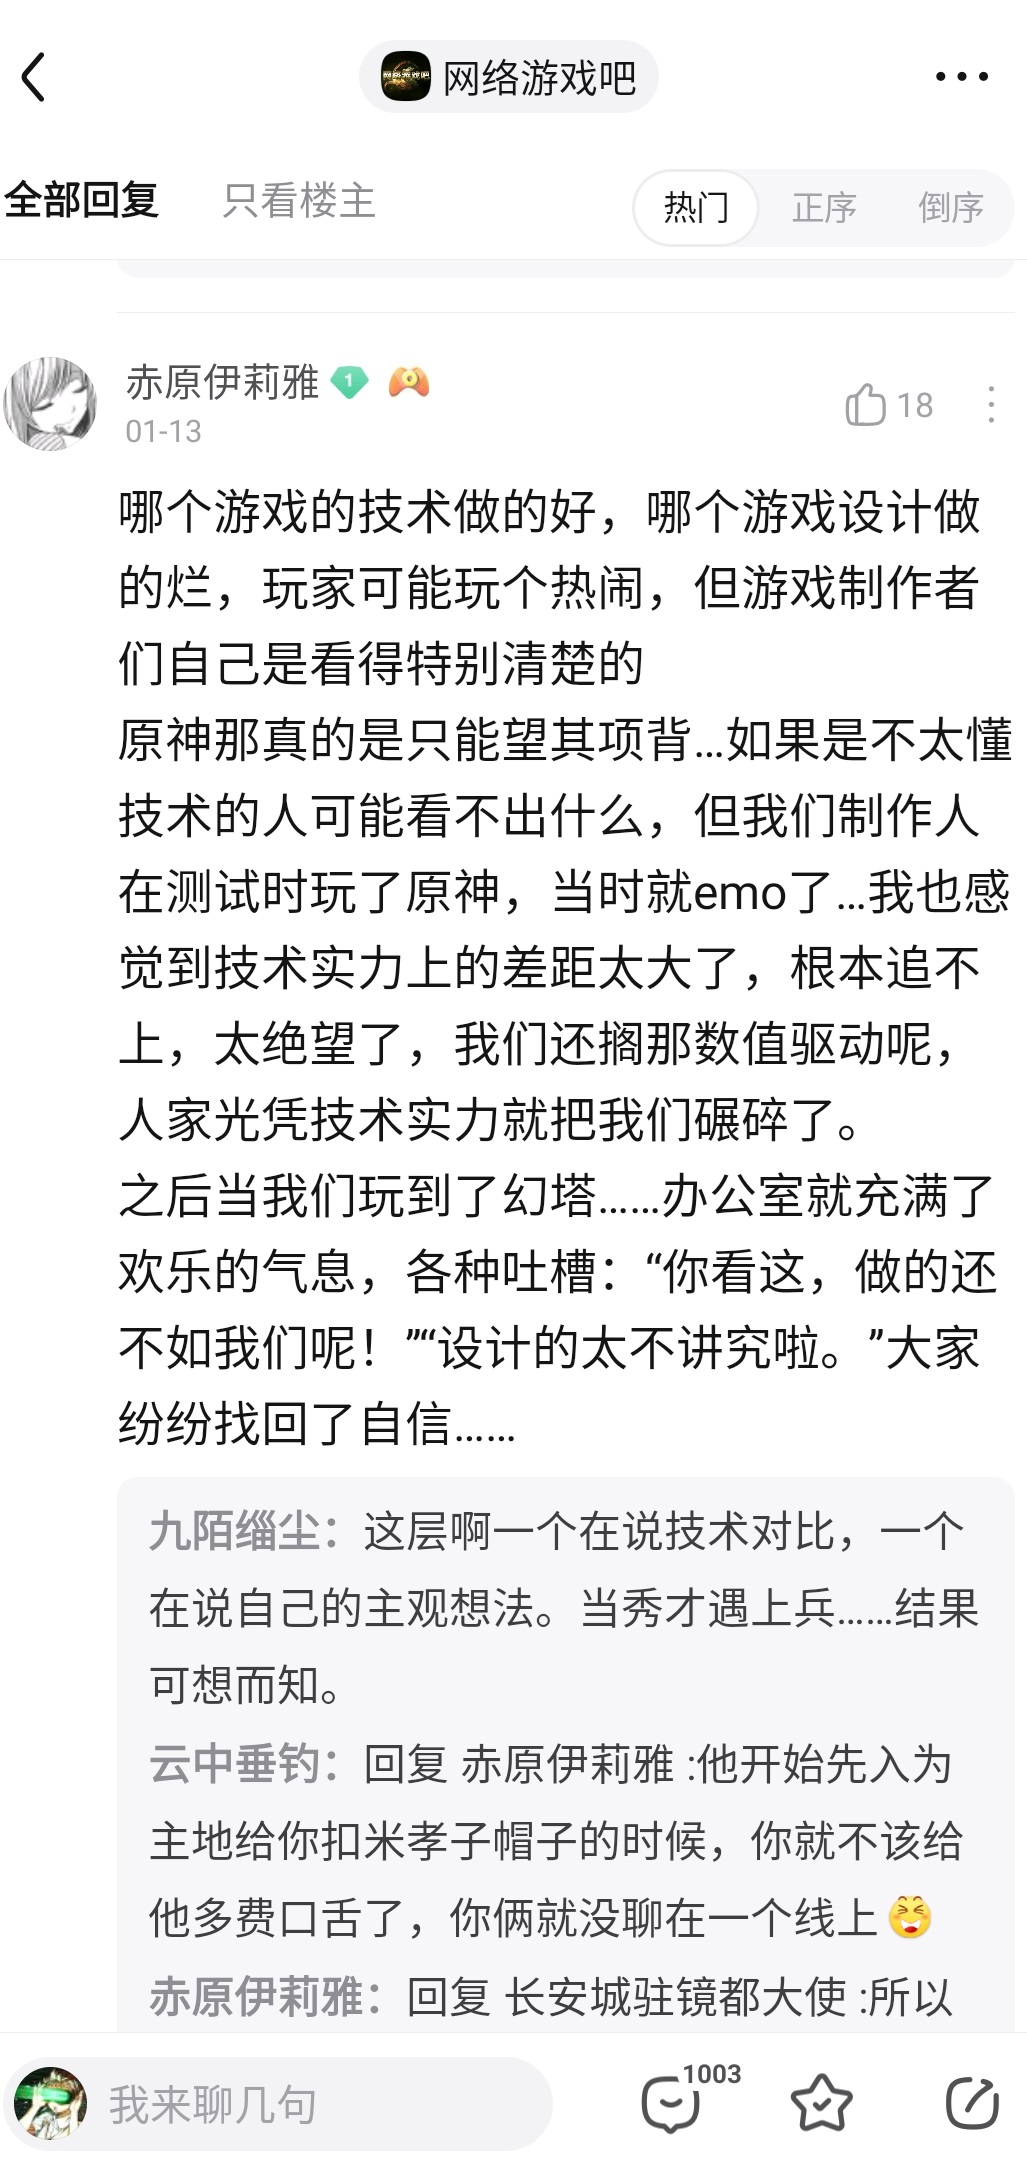 网络游戏吧
全部回复 只看楼主 热门 正序 倒序
赤原伊莉雅 1
01-13
18
哪个游戏的技术做的好，哪个游戏设计做
的烂，玩家可能玩个热闹，但游戏制作者
们自己是看得特别清楚的
原神那真的是只能望其项背...如果是不太懂
技术的人可能看不出什么，但我们制作人
在测试时玩了原神，当时就emo了...我也感
觉到技术实力上的差距太大了，根本追不
上，太绝望了，我们还搁那数值驱动呢，
人家光凭技术实力就把我们碾碎了。
之后当我们玩到了幻塔……办公室就充满了
欢乐的气息，各种吐槽：“你看这，做的还
不如我们呢！”“设计的太不讲究啦。”大家
纷纷找回了自信……
九陌缁尘：这层啊一个在说技术对比，一个
在说自己的主观想法。当秀才遇上兵……结果
可想而知。
云中垂钓：回复 赤原伊莉雅 :他开始先入为
主地给你扣米孝子帽子的时候，你就不该给
他多费口舌了，你俩就没聊在一个线上
赤原伊莉雅：回复 长安城驻镜都大使 :所以
我来聊几句
1003